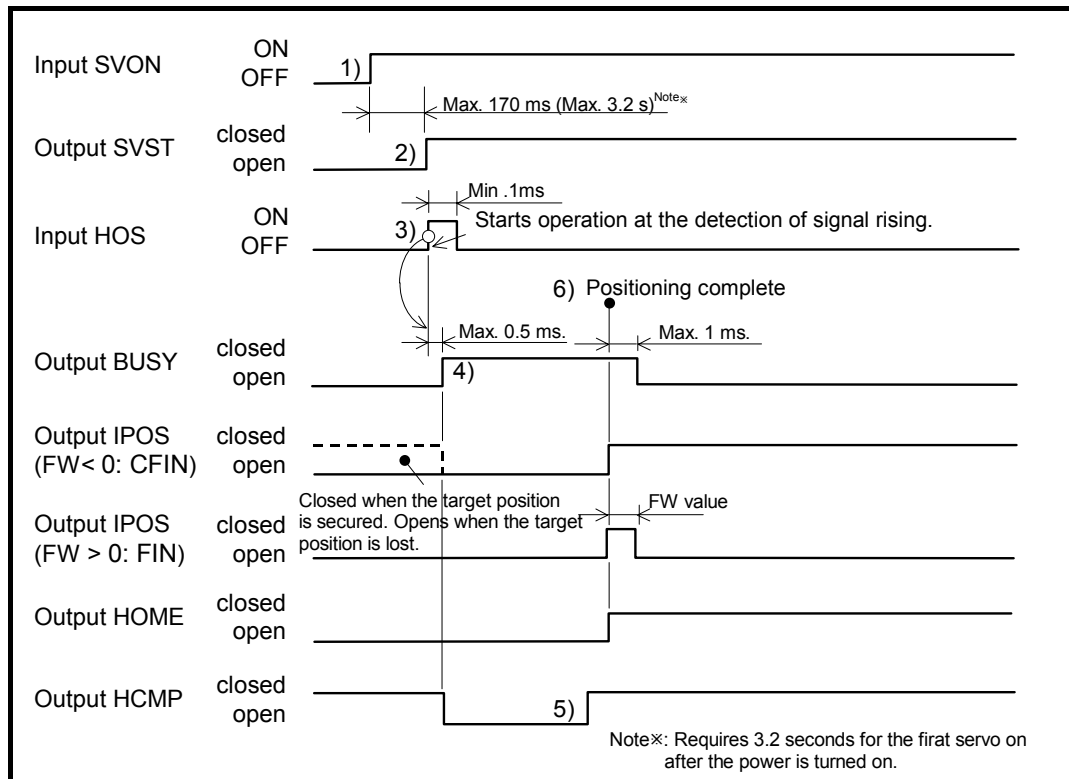 Input SVON
ON
OFF
1)
Max. 170 ms (Max. 3.2 s)Note※
Output SVST
closed
open
2)
Min .1ms
Input HOS
ON
OFF
3)
Starts operation at the detection of signal rising.
6) Positioning complete
Max. 0.5 ms.
Max. 1 ms.
Output BUSY
closed
open
4)
Output IPOS
(FW< 0: CFIN)
closed
open
Closed when the target position
is secured. Opens when the target
position is lost.
FW value
Output IPOS
(FW > 0: FIN)
closed
open
Output HOME
closed
open
Output HCMP
closed
open
5)
Note※: Requires 3.2 seconds for the firat servo on
after the power is turned on.